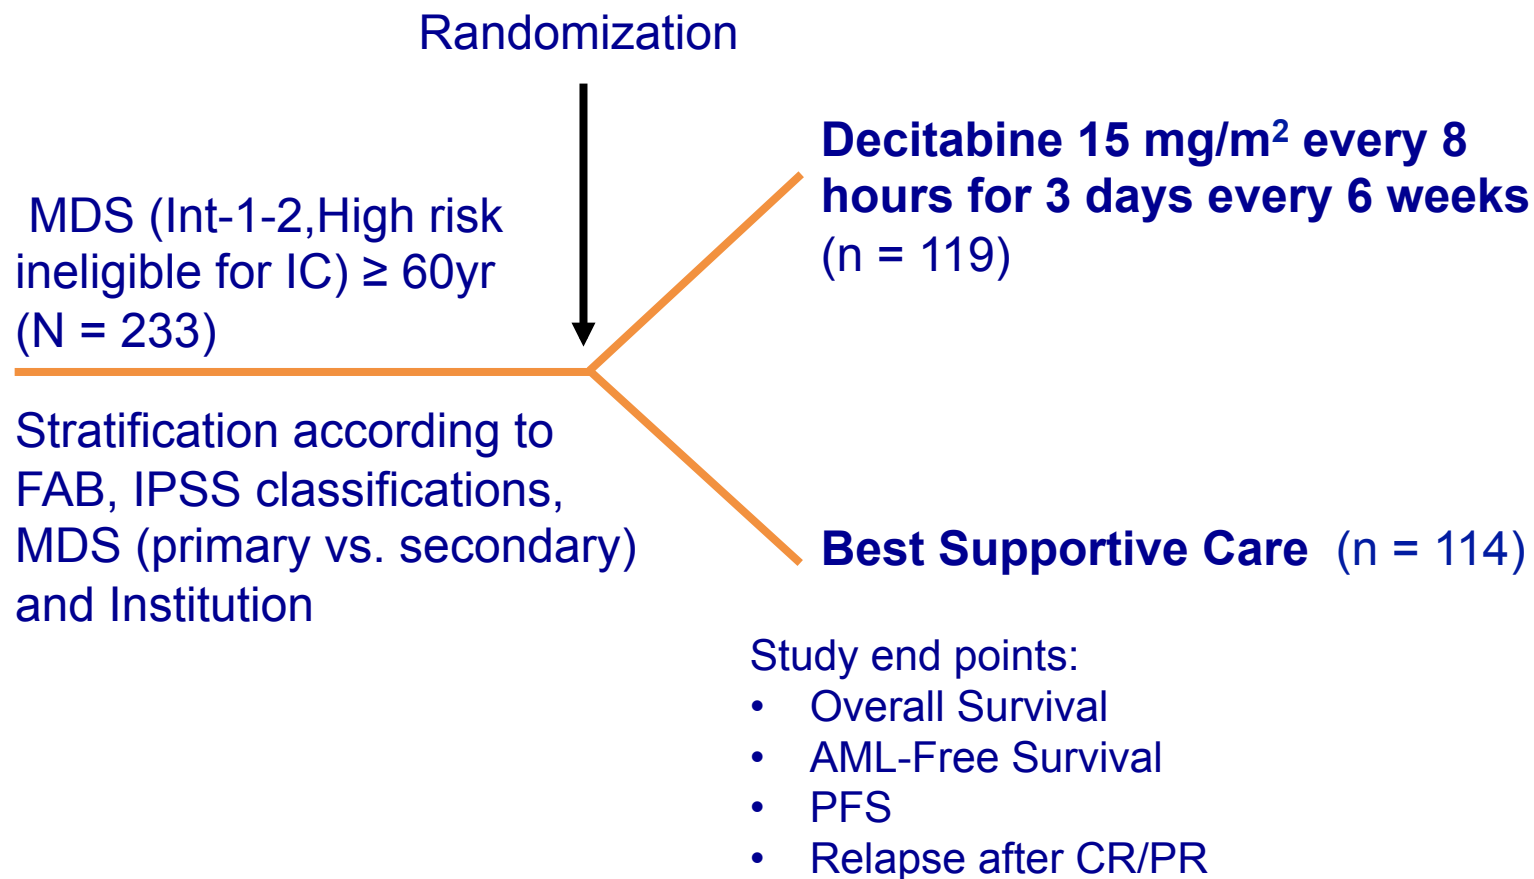 Randomization
MDS (Int-1-2,High risk
ineligible for IC) ≥ 60yr
(N = 233)
Stratification according to
FAB, IPSS classifications,
MDS (primary vs. secondary)
and Institution
Decitabine 15 mg/m² every 8
hours for 3 days every 6 weeks
(n = 119)
Best Supportive Care (n = 114)
Study end points:
• Overall Survival
• AML-Free Survival
• PFS
• Relapse after CR/PR